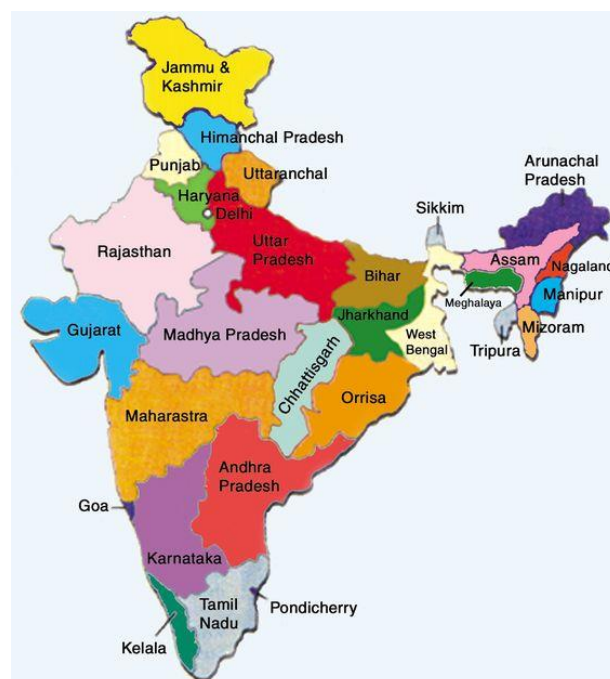 Jammu &
Kashmir
Himanchal Pradesh
Punjab
Uttaranchal
Haryana
Delhi
Arunachal
Pradesh
Sikkim
Rajasthan
Uttar
Pradesh
Bihar
Assam
Nagaland
Meghalaya
Manipur
Gujarat
Madhya Pradesh
Jharkhand
West
Bengal
Tripura
Mizoram
Chhattisgarh
Orrisa
Maharastra
Andhra
Pradesh
Goa
Karnataka
Tamil
Nadu
Pondicherry
Kelala